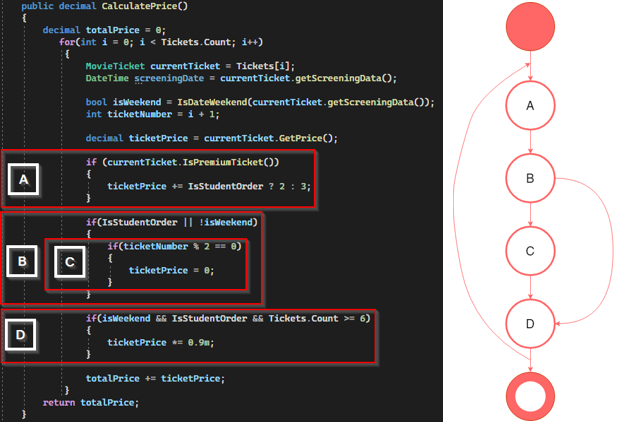 public decimal CalculatePrice()
{
decimal totalPrice = 0;
for(int i = 0; i < Tickets.Count; i++)
{
MovieTicket currentTicket = Tickets[i];
DateTime screeningDate = currentTicket.getScreeningData();
bool isWeekend = IsDateWeekend(currentTicket.getScreeningData());
int ticketNumber = i + 1;
decimal ticketPrice = currentTicket.GetPrice();
if (currentTicket.IsPremiumTicket())
{
ticketPrice += IsStudentOrder ? 2 : 3;
}
A
if(IsStudentOrder || !isWeekend)
{
if(ticketNumber % 2 == 0)
{
ticketPrice = 0;
}
}
B
C
if(isWeekend && IsStudentOrder && Tickets.Count >= 6)
{
ticketPrice *= 0.9m;
}
D
totalPrice += ticketPrice;
}
return totalPrice;
}
A
B
C
D